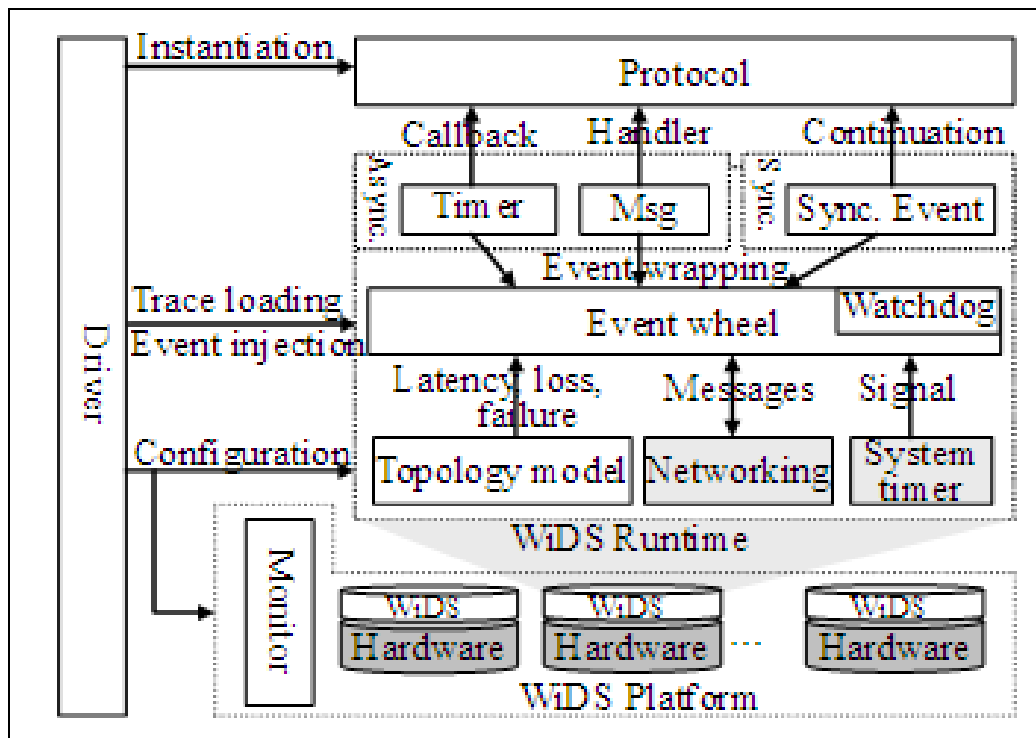 Instantiation
Protocol
Callback
Handler
Continuation
Async.
Timer
Msg
Sync.
Sync. Event
Event wrapping
Trace loading
Event injection
Event wheel
Watchdog
Driver
Latency, loss,
failure
Messages
Signal
Configuration
Topology model
Networking
System
timer
WiDS Runtime
Monitor
WiDS
Hardware
WiDS
Hardware
...
WiDS
Hardware
WiDS Platform